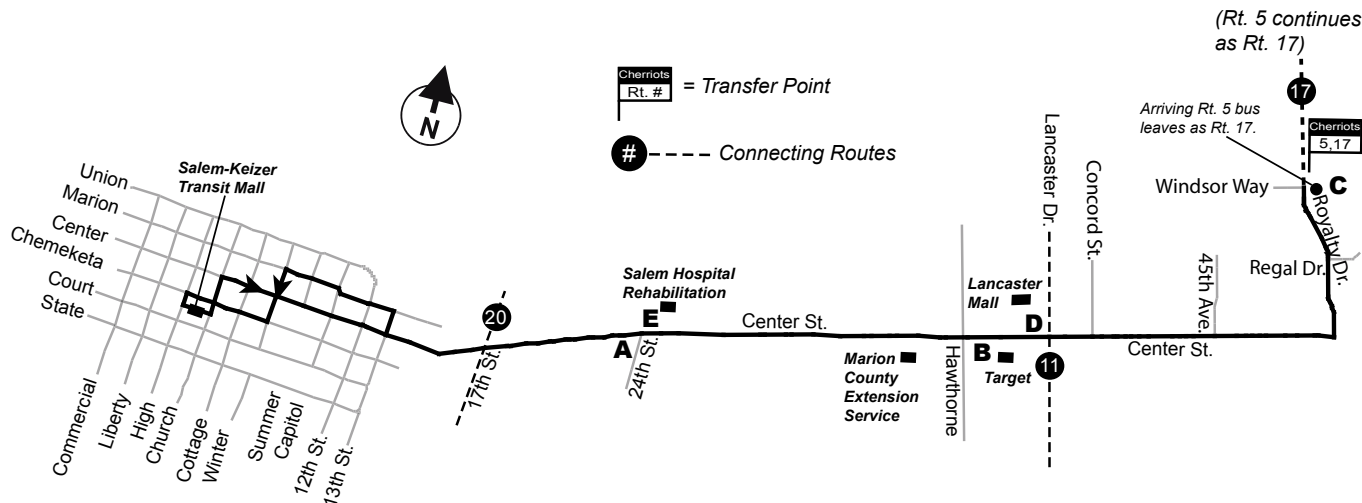 (Rt. 5 continues
as Rt. 17)
17
Arriving Rt. 5 bus
leaves as Rt. 17.
Cherriots
5,17
C
Windsor Way
Royalty Dr.
Regal Dr.
Cherriots
Rt. #
= Transfer Point
#
Connecting Routes
N
Salem-Keizer
Transit Mall
Union
Marion
Center
Chemeketa
Court
State
Commercial
Liberty
High
Church
Cottage
Winter
Summer
Capitol
12th St.
13th St.
20
17th St.
Salem Hospital
Rehabilitation
E
A
24th St.
Center St.
Marion
County
Extension
Service
Hawthorne
Lancaster
Mall
D
B
Target
11
Lancaster Dr.
Concord St.
45th Ave.
Center St.